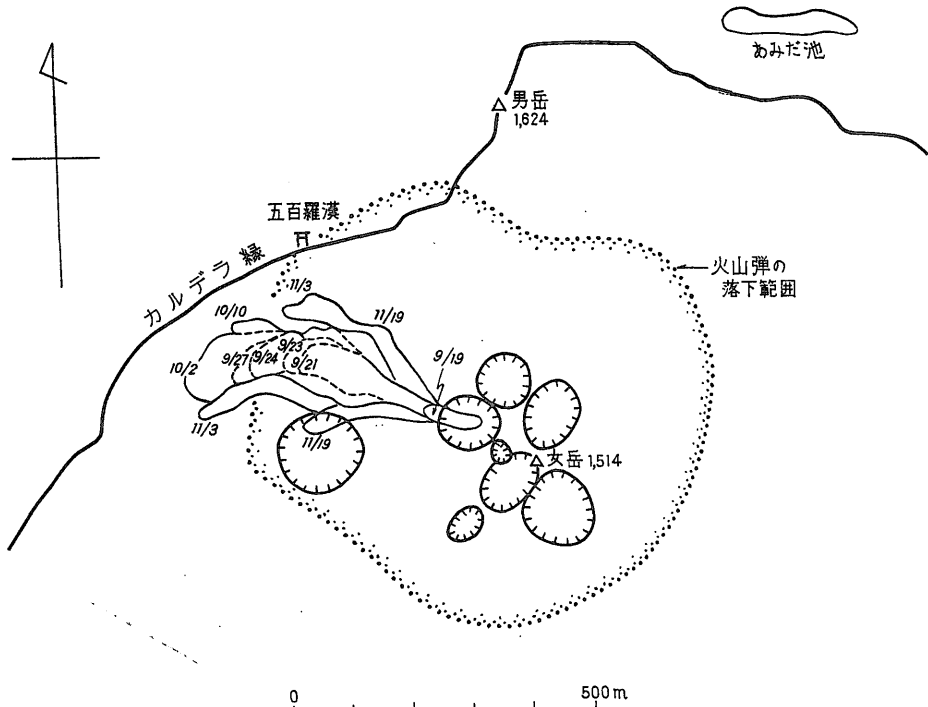 あみだ池
男岳
1,624
五百羅漢
カルデラ縁
火山弾の
落下範囲
11/3
11/19
10/10
9/23
9/19
10/2
9/27
9/24
9/21
11/3
11/19
女岳 1,514
0
500m